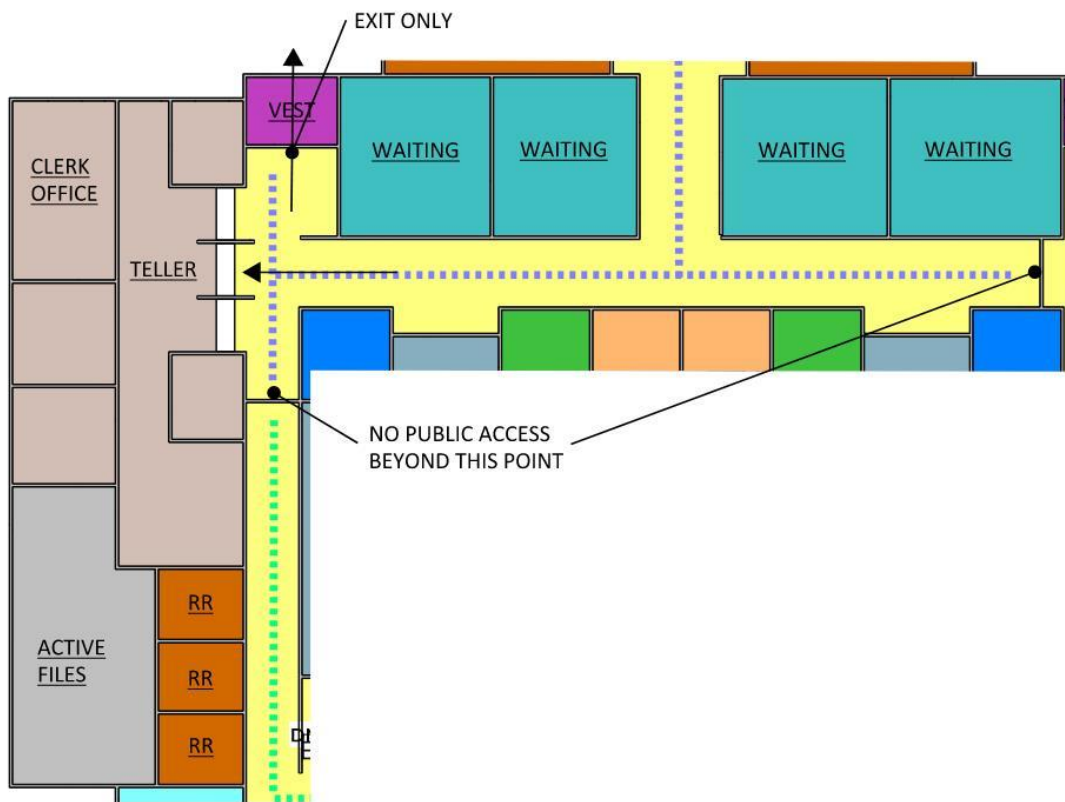 EXIT ONLY
VEST
WAITING
WAITING
WAITING
WAITING
CLERK
OFFICE
TELLER
NO PUBLIC ACCESS
BEYOND THIS POINT
RR
ACTIVE
FILES
RR
RR